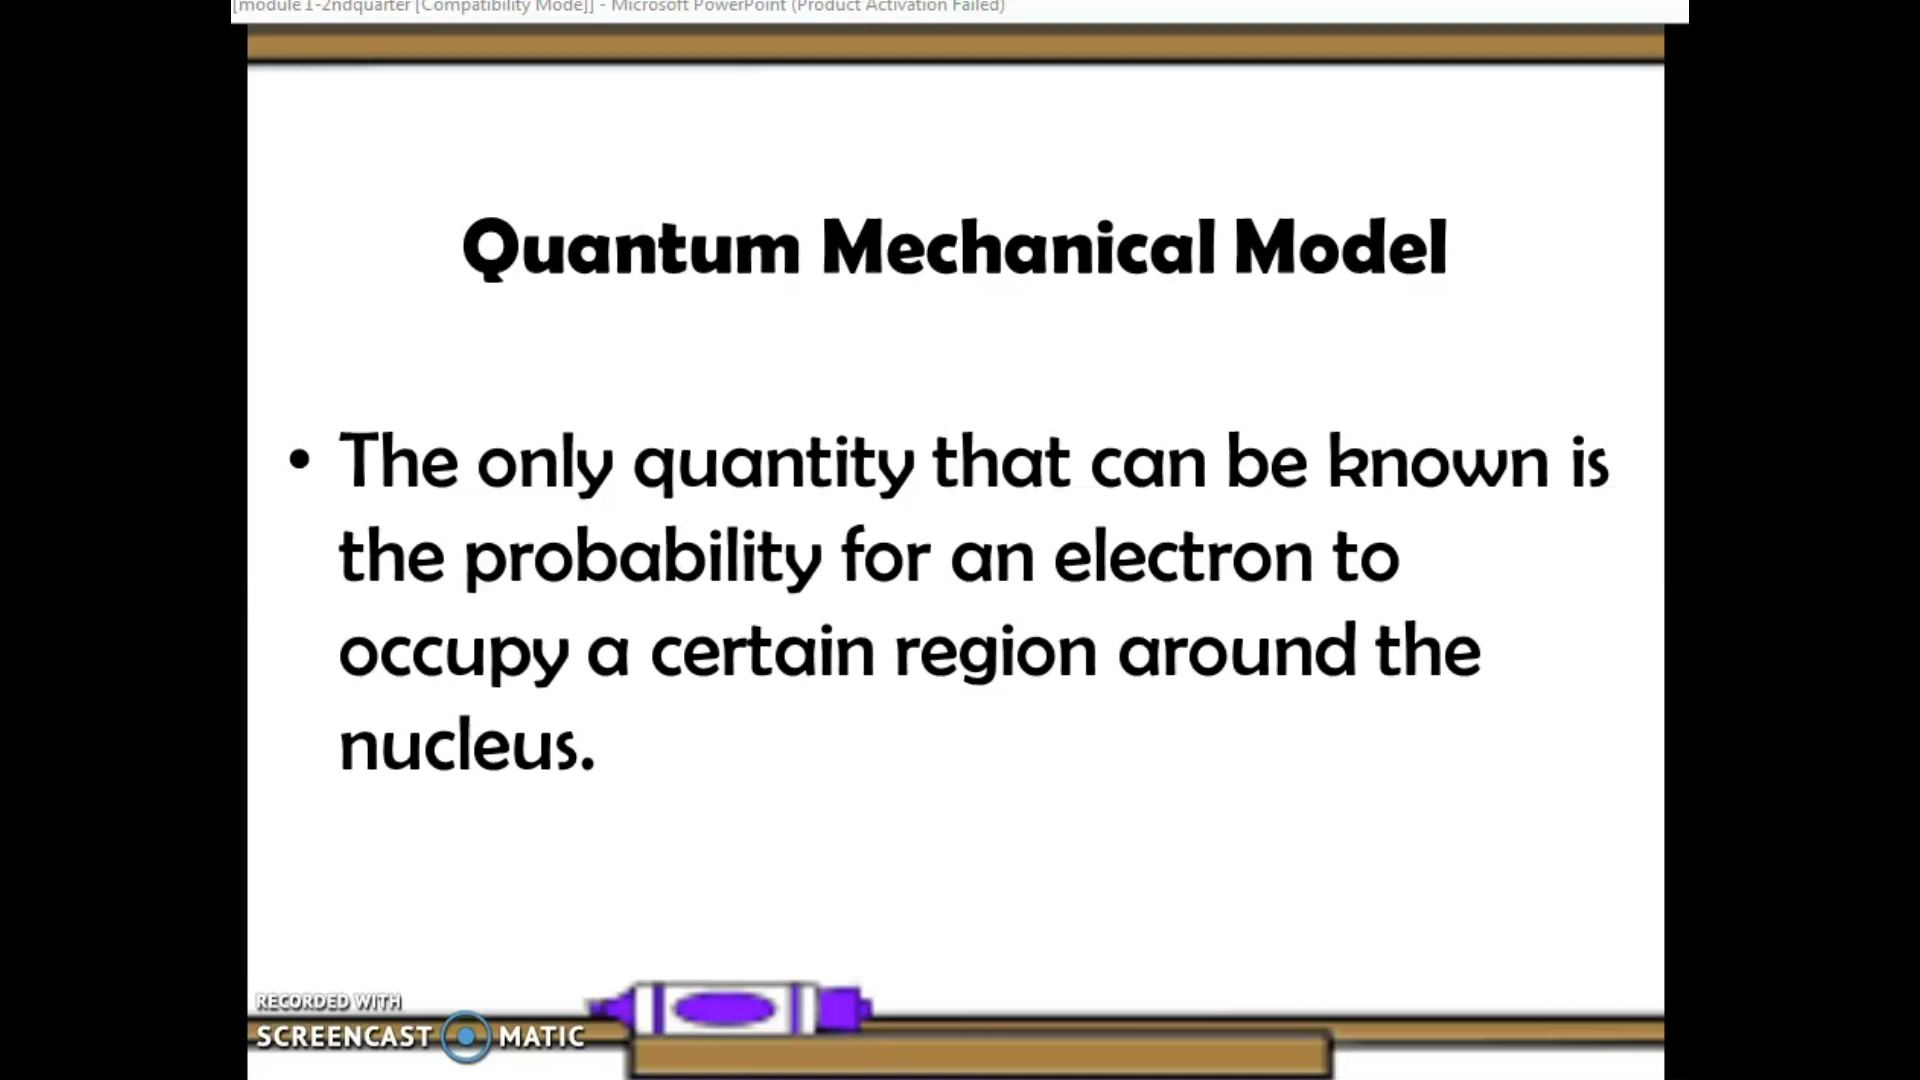 [module 1-2ndquarter [Compatibility Mode]] - Microsoft PowerPoint (Product Activation Failed)
Quantum Mechanical Model
• The only quantity that can be known is
the probability for an electron to
occupy a certain region around the
nucleus.
RECORDED WITH
SCREENCAST MATIC